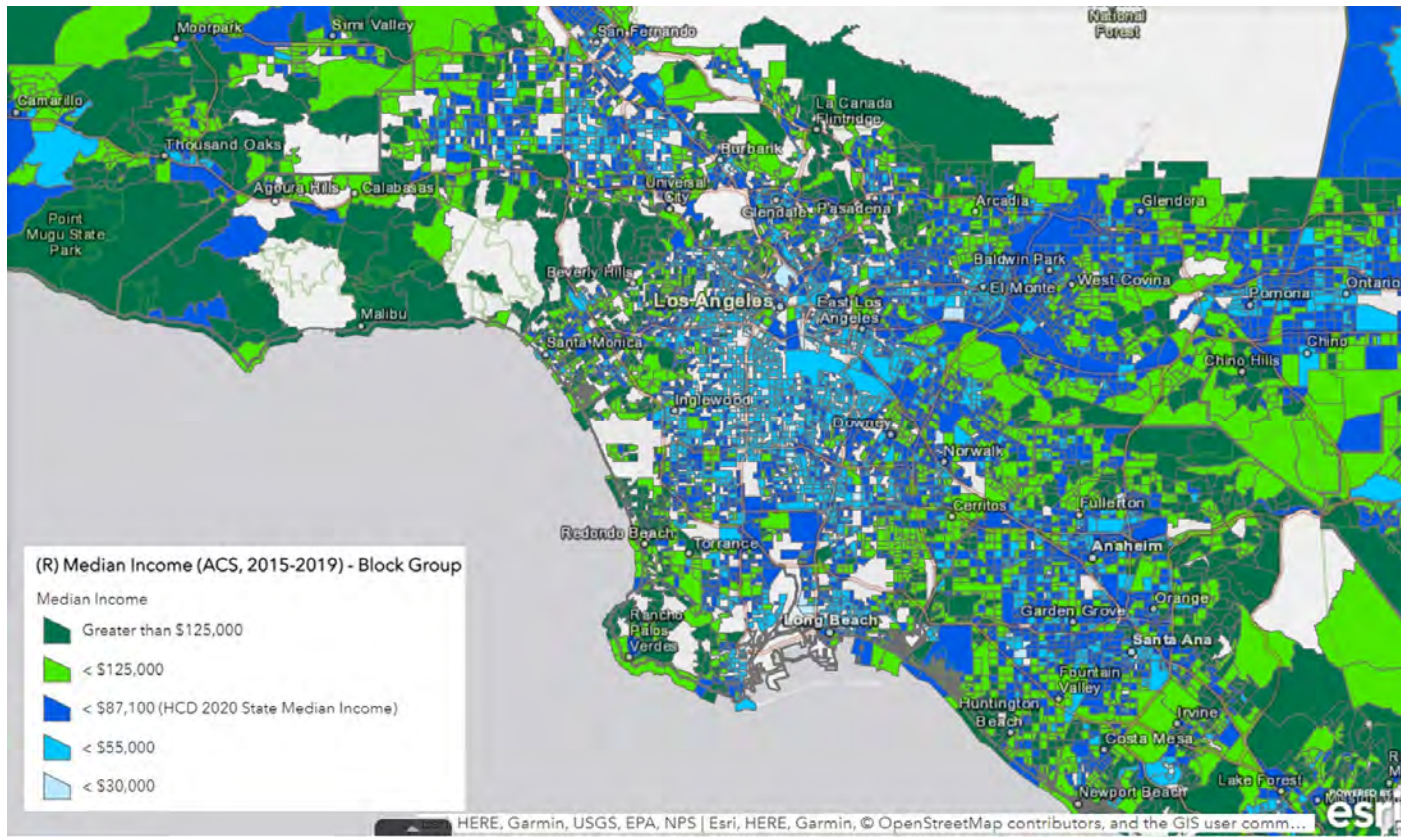 National
Forest
Moorpark
Simi Valley
San Fernando
Camarillo
La Canada
Flintridge
Thousand Oaks
Burbank
Agoura Hills
Calabasas
Universal
City
Glendale
Pasadena
Arcadia
Glendora
Point
Mugu State
Park
Beverly Hills
Baldwin Park
El Monte
West Covina
Ontario
Pomona
Los Angeles
East Los
Angeles
Malibu
Santa Monica
Chino
Chino Hills
Inglewood
Downey
Norwalk
Cerritos
Fullerton
Redondo Beach
Torrance
Anaheim
Rancho
Palos
Verdes
Long Beach
Garden Grove
Orange
Santa Ana
Fountain
Valley
Huntington
Beach
Irvine
Costa Mesa
Lake Forest
Newport Beach
(R) Median Income (ACS, 2015-2019) - Block Group
Median Income
Greater than $125,000
< $125,000
< $87,100 (HCD 2020 State Median Income)
< $55,000
< $30,000
HERE, Garmin, USGS, EPA, NPS | Esri, HERE, Garmin, © OpenStreetMap contributors, and the GIS user comm...
POWERED BY
esri